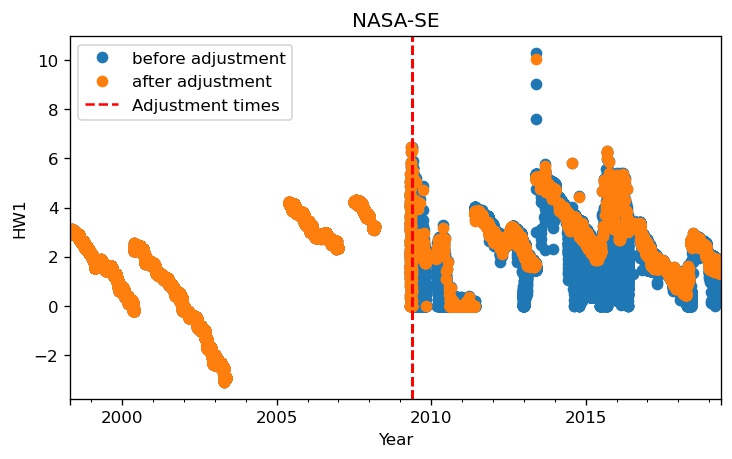 NASA-SE
before adjustment
after adjustment
Adjustment times
HW1
10
8
6
4
2
0
−2
2000
2005
2010
2015
Year